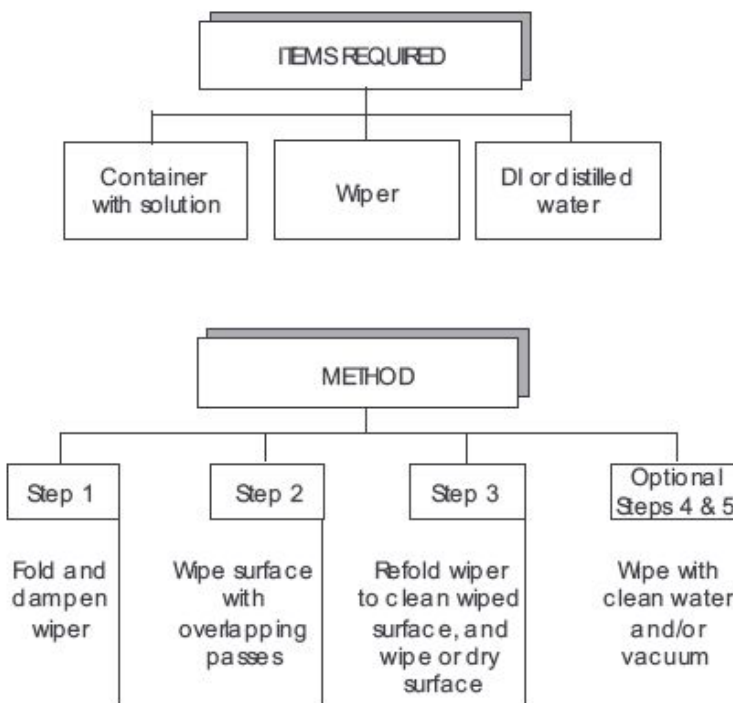 ITEMS REQUIRED
Container
with solution
Wiper
DI or distilled
water
METHOD
Step 1
Fold and
dampen
wiper
Step 2
Wipe surface
with
overlapping
passes
Step 3
Refold wiper
to clean wiped
surface, and
wipe or dry
surface
Optional
Steps 4 & 5
Wipe with
clean water
and/or
vacuum